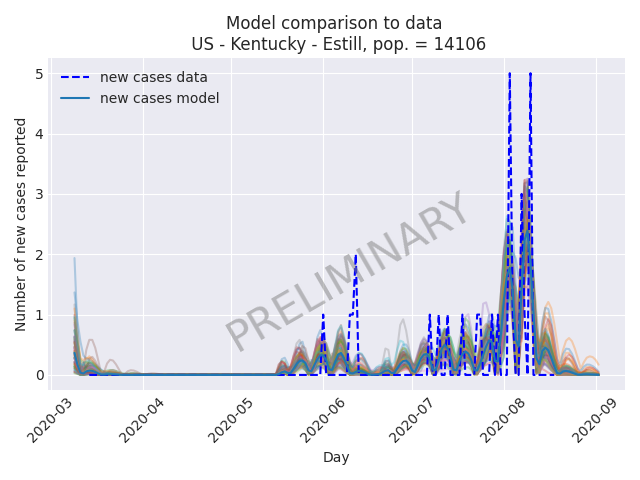 Model comparison to data
US - Kentucky - Estill, pop. = 14106
new cases data
new cases model
PRELIMINARY
Number of new cases reported
5
4
3
2
1
0
2020-03
2020-04
2020-05
2020-06
2020-07
2020-08
2020-09
Day